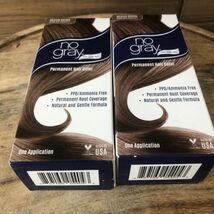 no
gray
Permanent Hair Color
PPD/Ammonia Free
• Permanent Root Coverage
• Natural and Gentle Formula
One Application
USA
no
gray
Permanent Hair Color
PPD/Ammonia Free
• Permanent Root Coverage
• Natural and Gentle Formula
One Application
USA